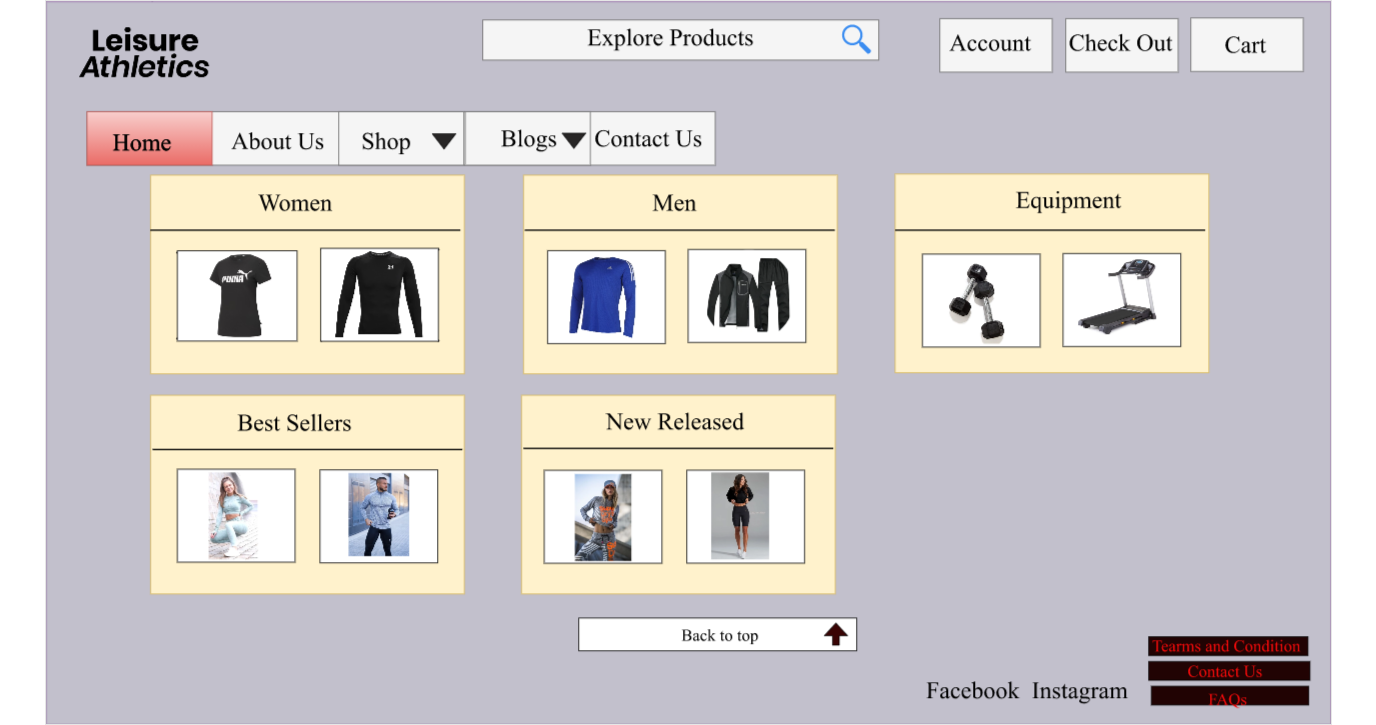 Leisure
Athletics
Explore Products
Account
Check Out
Cart
Home
About Us
Shop
Blogs
Contact Us
Women
Men
Equipment
PUMA
Best Sellers
New Released
Back to top
Tearms and Condition
Contact Us
FAQs
Facebook
Instagram